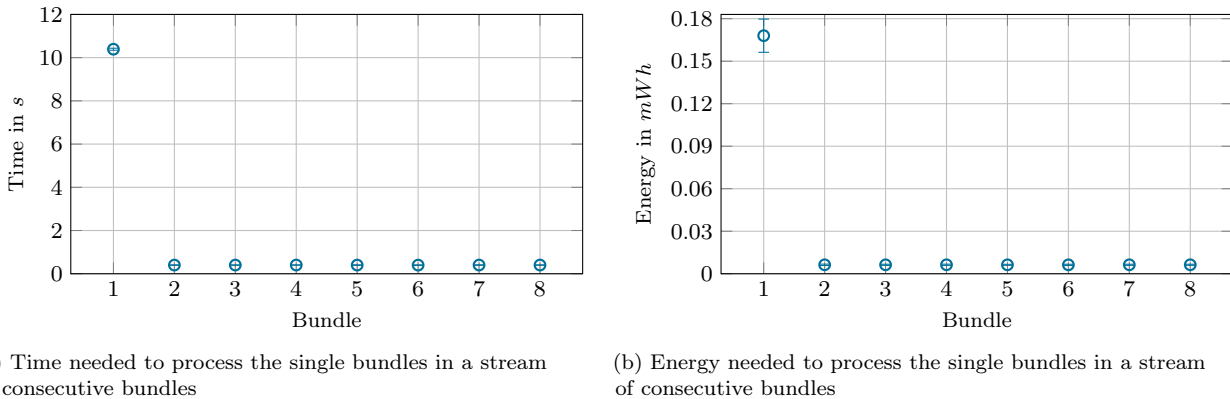 12
10
8
6
4
2
0
Time in s
1 2 3 4 5 6 7 8
Bundle
) Time needed to process the single bundles in a stream
consecutive bundles
0.18
0.15
0.12
0.09
0.06
0.03
0
Energy in mWh
1 2 3 4 5 6 7 8
Bundle
(b) Energy needed to process the single bundles in a stream
of consecutive bundles